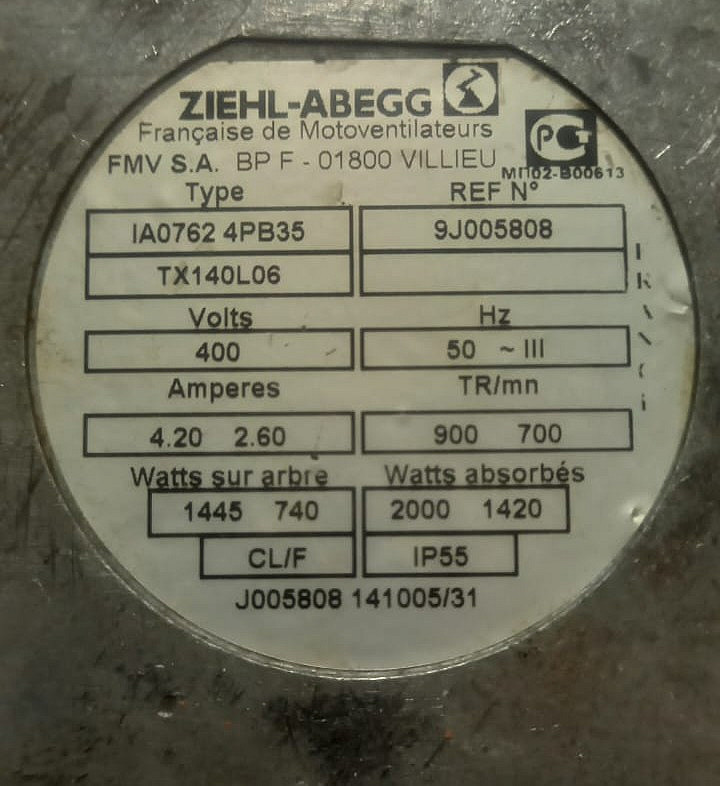 ZIEHL-ABEGG
Française de Motoventilateurs
FMV S.A. BP F - 01800 VILLIEU
МП02-B00613
Type REF N°
IA0762 4PB35 9J005808
TX140L06
Volts Hz
400 50 ~ III
Amperes TR/mn
4.20 2.60 900 700
Watts sur arbre Watts absorbés
1445 740 2000 1420
CL/F IP55
J005808 141005/31